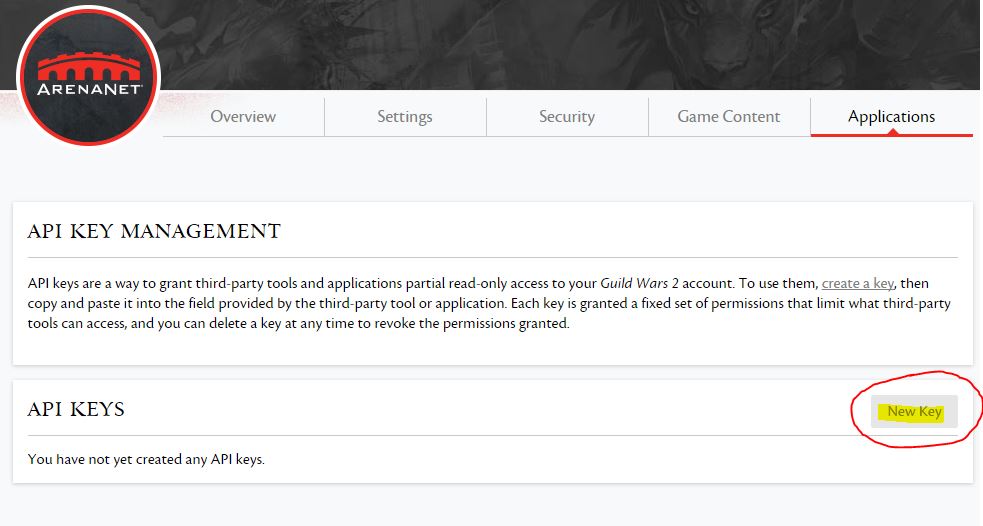 ARENANET
Overview
Settings
Security
Game Content
Applications
API KEY MANAGEMENT
API keys are a way to grant third-party tools and applications partial read-only access to your Guild Wars 2 account. To use them, create a key, then
copy and paste it into the field provided by the third-party tool or application. Each key is granted a fixed set of permissions that limit what third-party
tools can access, and you can delete a key at any time to revoke the permissions granted.
API KEYS
New Key
You have not yet created any API keys.